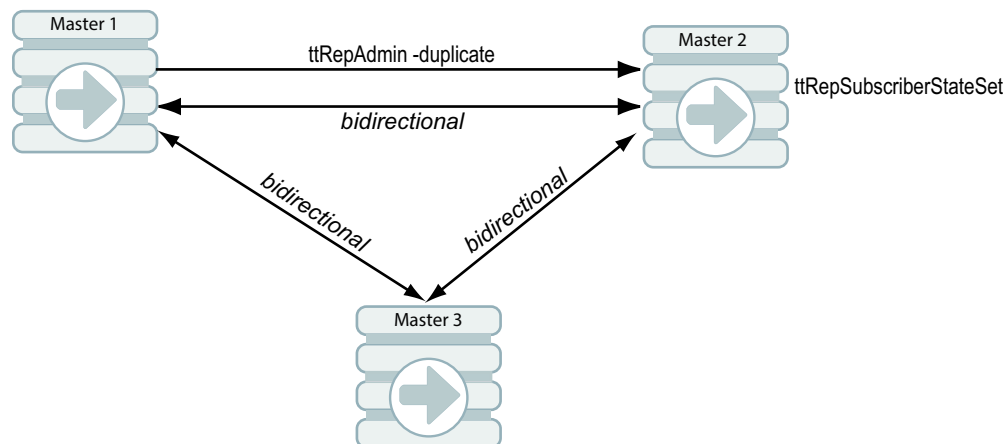 Master 1
ttRepAdmin -duplicate
Master 2
ttRepSubscriberStateSet
bidirectional
bidirectional
bidirectional
Master 3